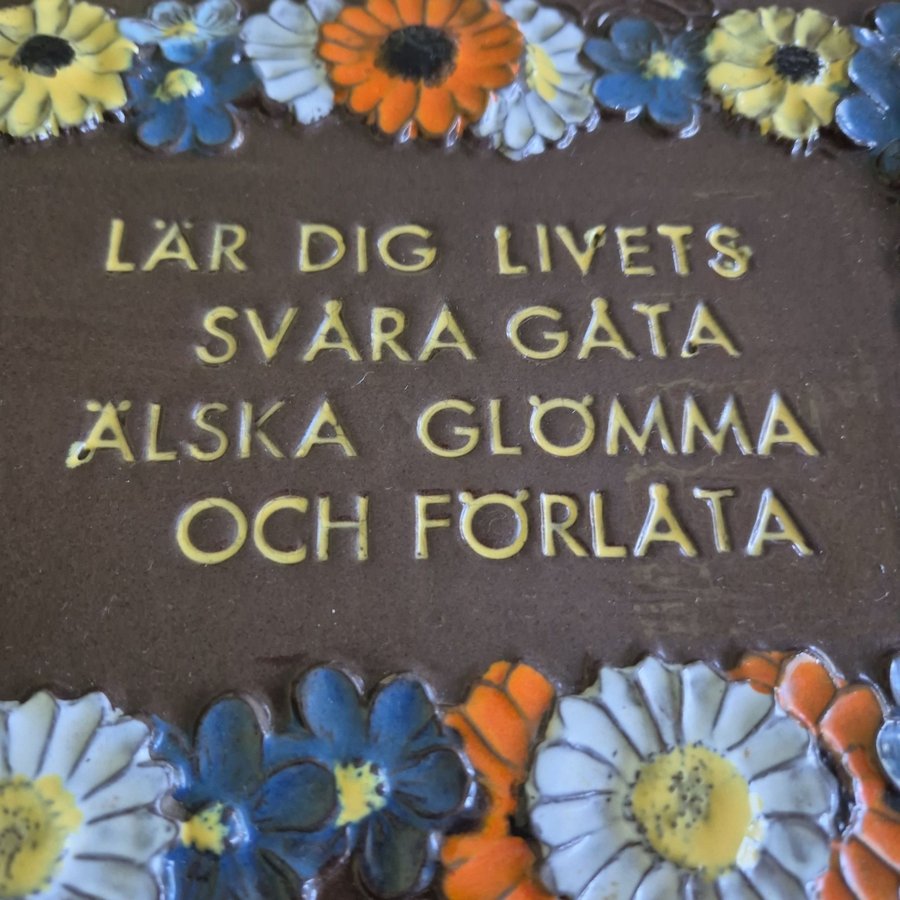 LÄR DIG LIVETS
SVÅRA GÅTA
ÄLSKA GLÖMMA
OCH FÖRLÅTA